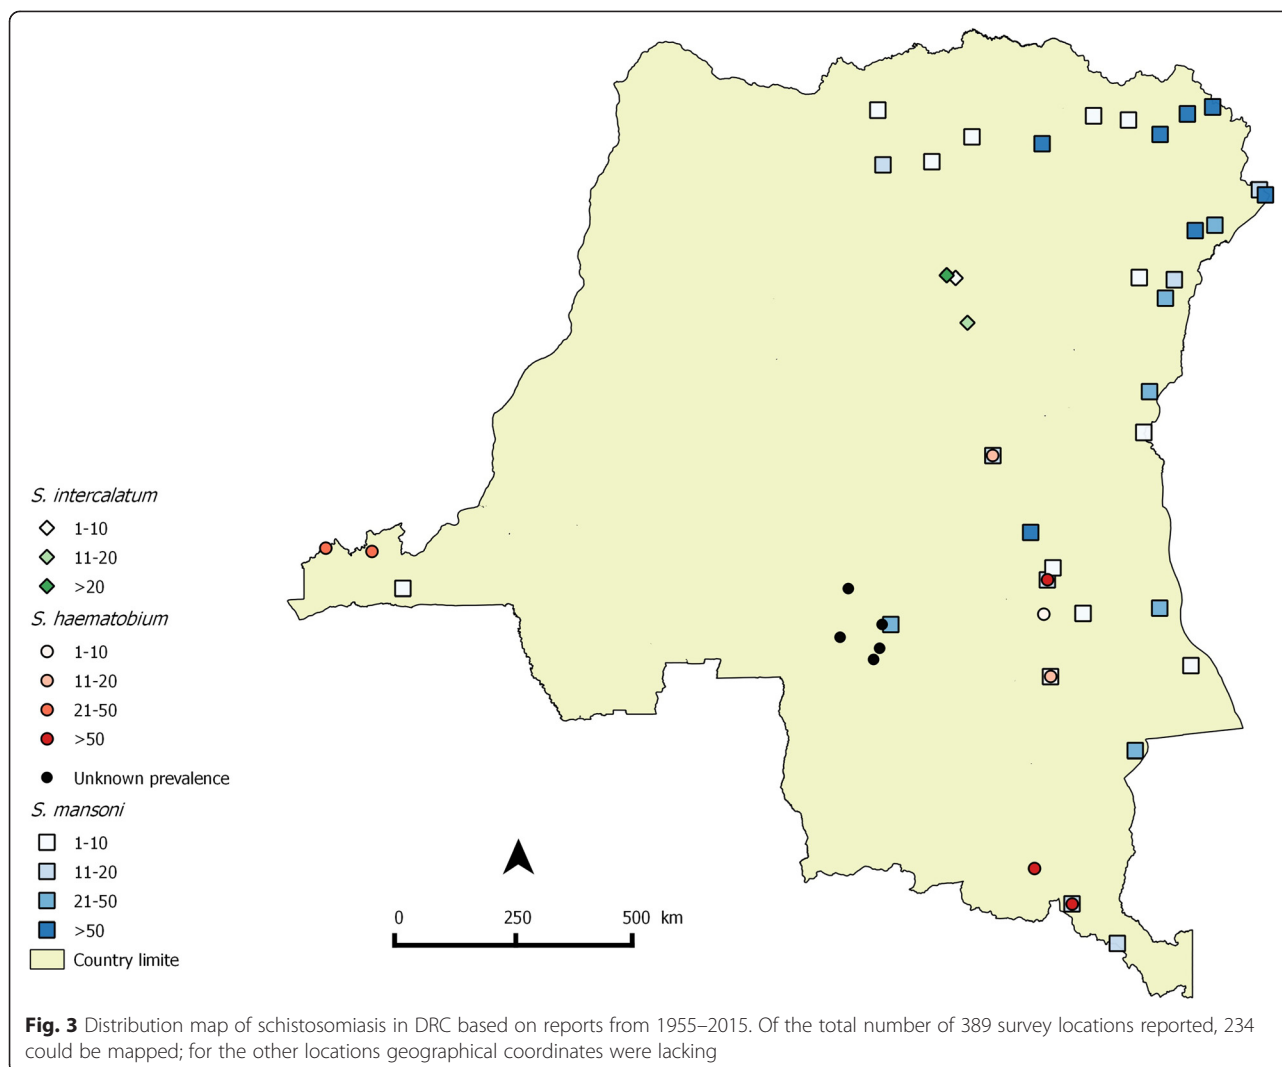 S. intercalatum
1-10
11-20
>20
S. haematobium
1-10
11-20
21-50
>50
Unknown prevalence
S. mansoni
1-10
11-20
21-50
>50
Country limite
0 250 500 km
Fig. 3 Distribution map of schistosomiasis in DRC based on reports from 1955–2015. Of the total number of 389 survey locations reported, 234
could be mapped; for the other locations geographical coordinates were lacking